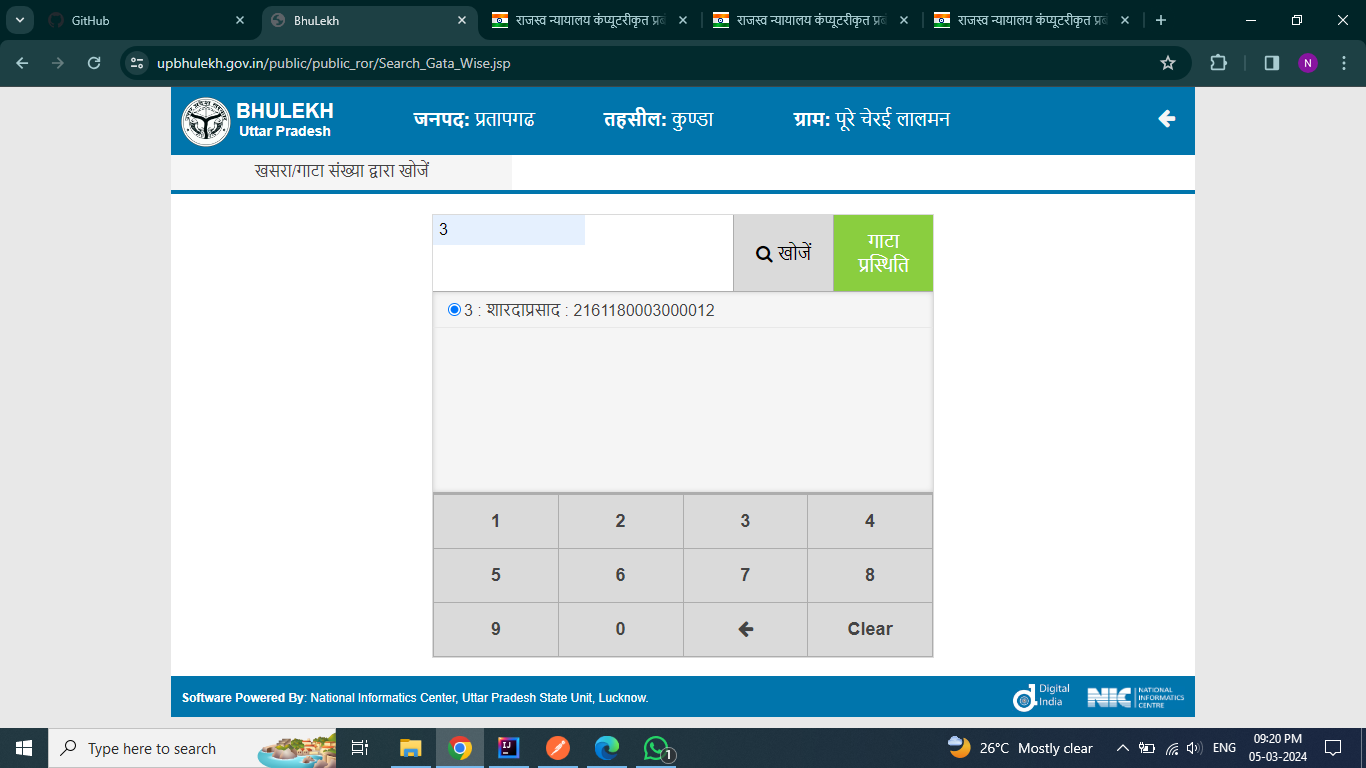 GitHub
BhuLekh
राजस्व न्यायालय कंप्यूटरीकृत प्रबं
राजस्व न्यायालय कंप्यूटरीकृत प्रबं
राजस्व न्यायालय कंप्यूटरीकृत प्रबं
upbhulekh.gov.in/public/public_ror/Search_Gata_Wise.jsp
N
BHULEKH
Uttar Pradesh
जनपद: प्रतापगढ
तहसील: कुण्डा
ग्राम: पूरे चेरई लालमन
खसरा/गाटा संख्या द्वारा खोजें
3
खोजें
गाटा
प्रस्थिति
3 : शारदाप्रसाद : 2161180003000012
1 2 3 4
5 6 7 8
9 0 Clear
Software Powered By: National Informatics Center, Uttar Pradesh State Unit, Lucknow.
Digital
India
NIC NATIONAL
INFORMATICS
CENTRE
Type here to search
1
26°C Mostly clear
ENG
09:20 PM
05-03-2024